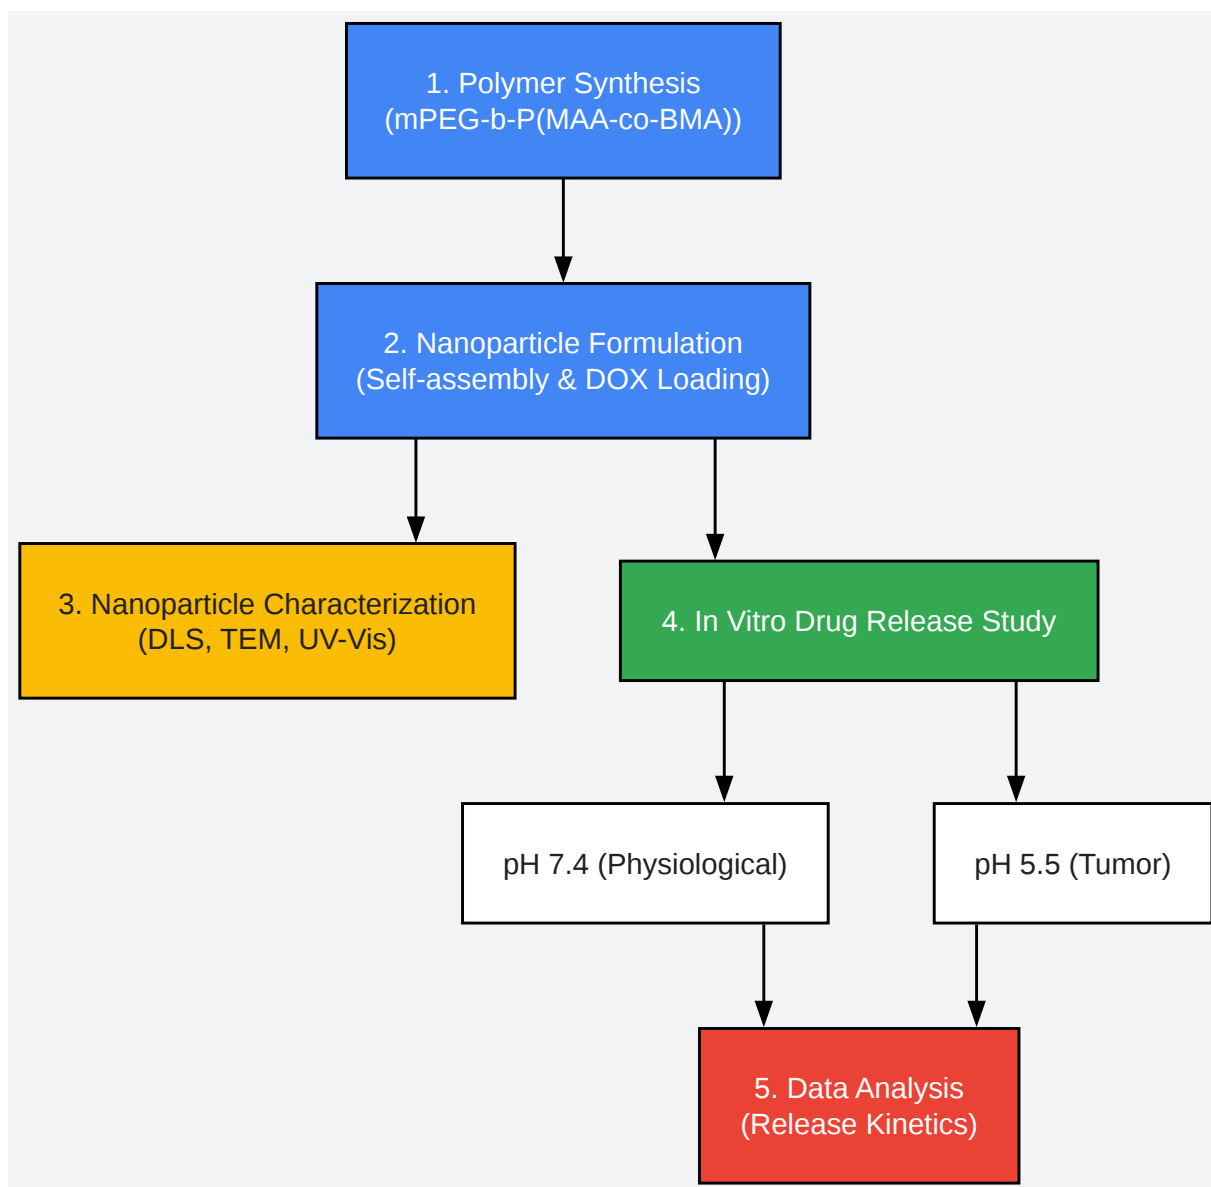 1. Polymer Synthesis
(mPEG-b-P(MAA-co-BMA))
2. Nanoparticle Formulation
(Self-assembly & DOX Loading)
3. Nanoparticle Characterization
(DLS, TEM, UV-Vis)
4. In Vitro Drug Release Study
pH 7.4 (Physiological)
pH 5.5 (Tumor)
5. Data Analysis
(Release Kinetics)